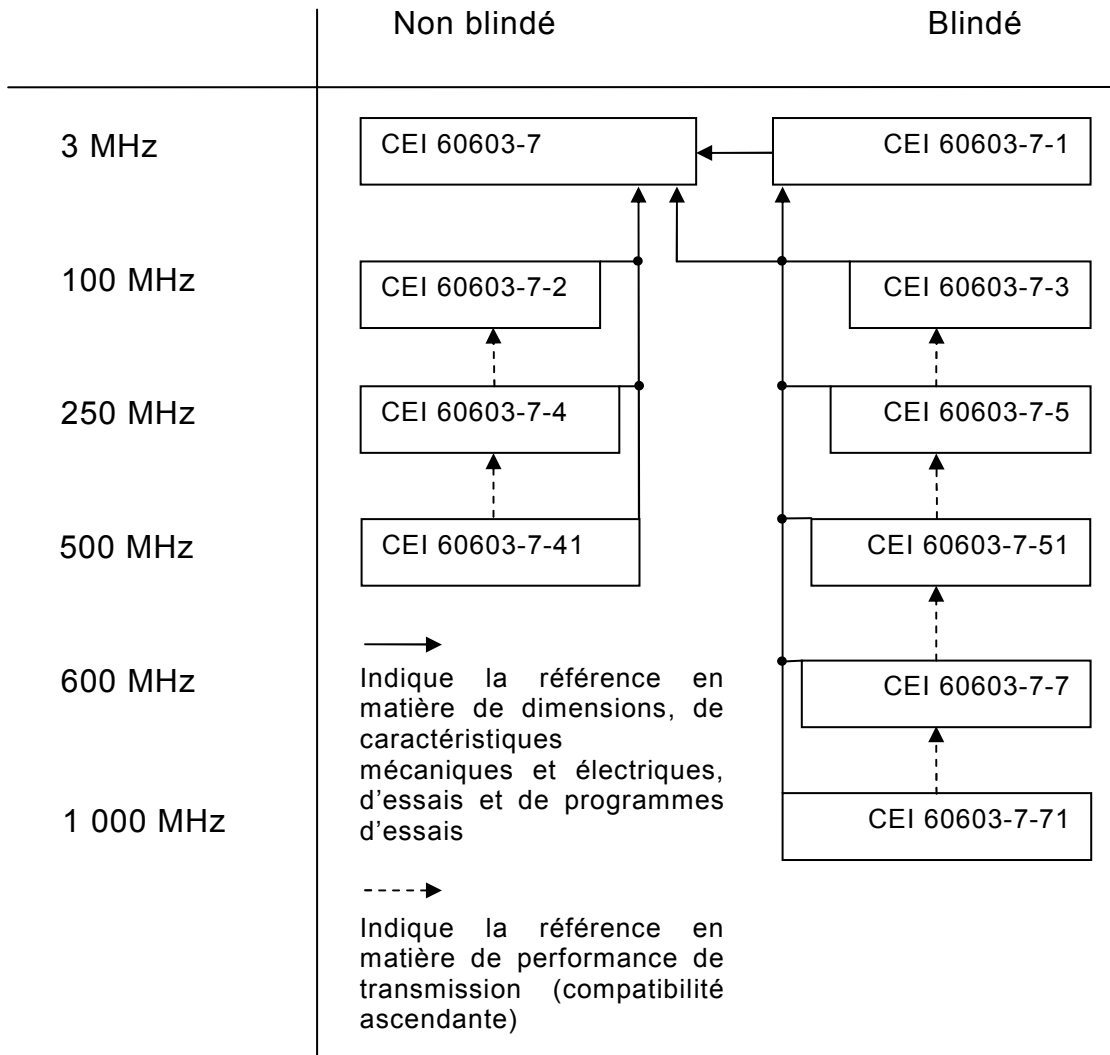 Non blindé Blindé
3 MHz CEI 60603-7 CEI 60603-7-1
100 MHz CEI 60603-7-2 CEI 60603-7-3
250 MHz CEI 60603-7-4 CEI 60603-7-5
500 MHz CEI 60603-7-41 CEI 60603-7-51
600 MHz CEI 60603-7-7
1 000 MHz CEI 60603-7-71
Indique la référence en
matière de dimensions, de
caractéristiques
mécaniques et électriques,
d'essais et de programmes
d'essais
Indique la référence en
matière de performance de
transmission (compatibilité
ascendante)